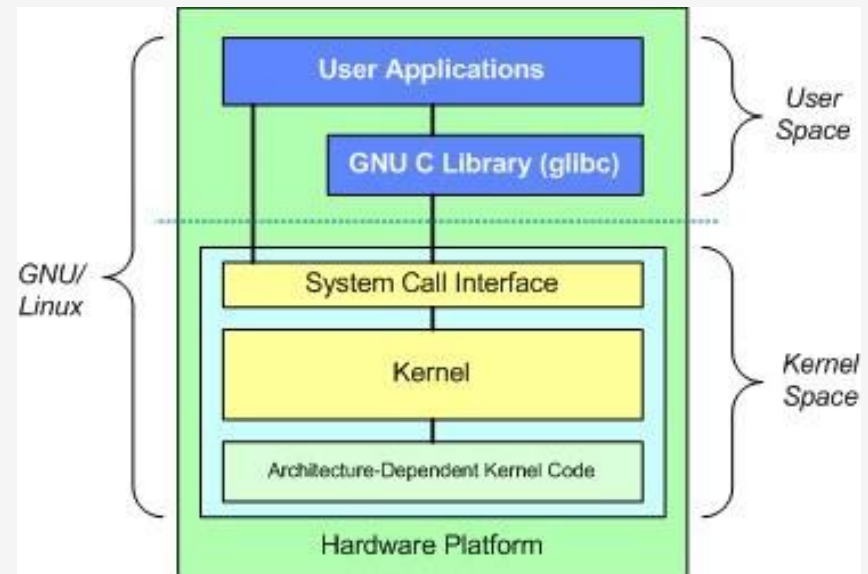 User Applications
GNU C Library (glibc)
User
Space
GNU/
Linux
System Call Interface
Kernel
Architecture-Dependent Kernel Code
Kernel
Space
Hardware Platform